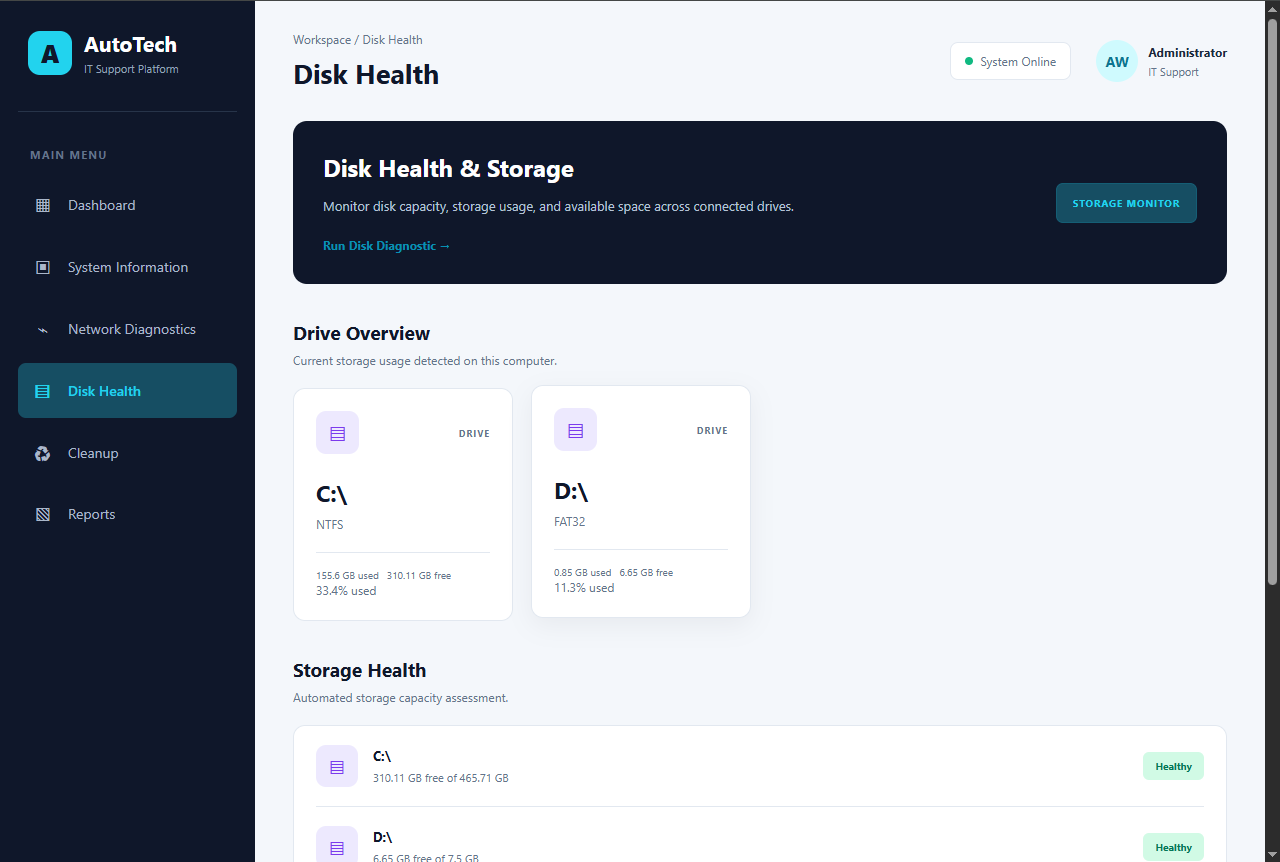 A
AutoTech
IT Support Platform
MAIN MENU
Dashboard
System Information
Network Diagnostics
Disk Health
Cleanup
Reports
Workspace / Disk Health
Disk Health
System Online
AW
Administrator
IT Support
Disk Health & Storage
Monitor disk capacity, storage usage, and available space across connected drives.
Run Disk Diagnostic →
STORAGE MONITOR
Drive Overview
Current storage usage detected on this computer.
DRIVE
C:\
NTFS
155.6 GB used 310.11 GB free
33.4% used
DRIVE
D:\
FAT32
0.85 GB used 6.65 GB free
11.3% used
Storage Health
Automated storage capacity assessment.
C:\
310.11 GB free of 465.71 GB
Healthy
D:\
6.65 GB free of 7.5 GB
Healthy